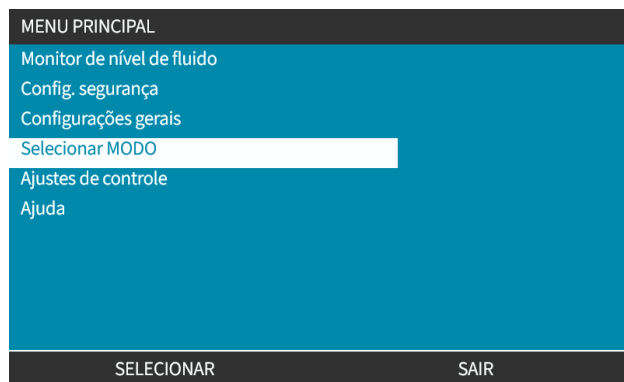 MENU PRINCIPAL
Monitor de nível de fluido
Config. segurança
Configurações gerais
Selecionar MODO
Ajustes de controle
Ajuda
SELECIONAR SAIR